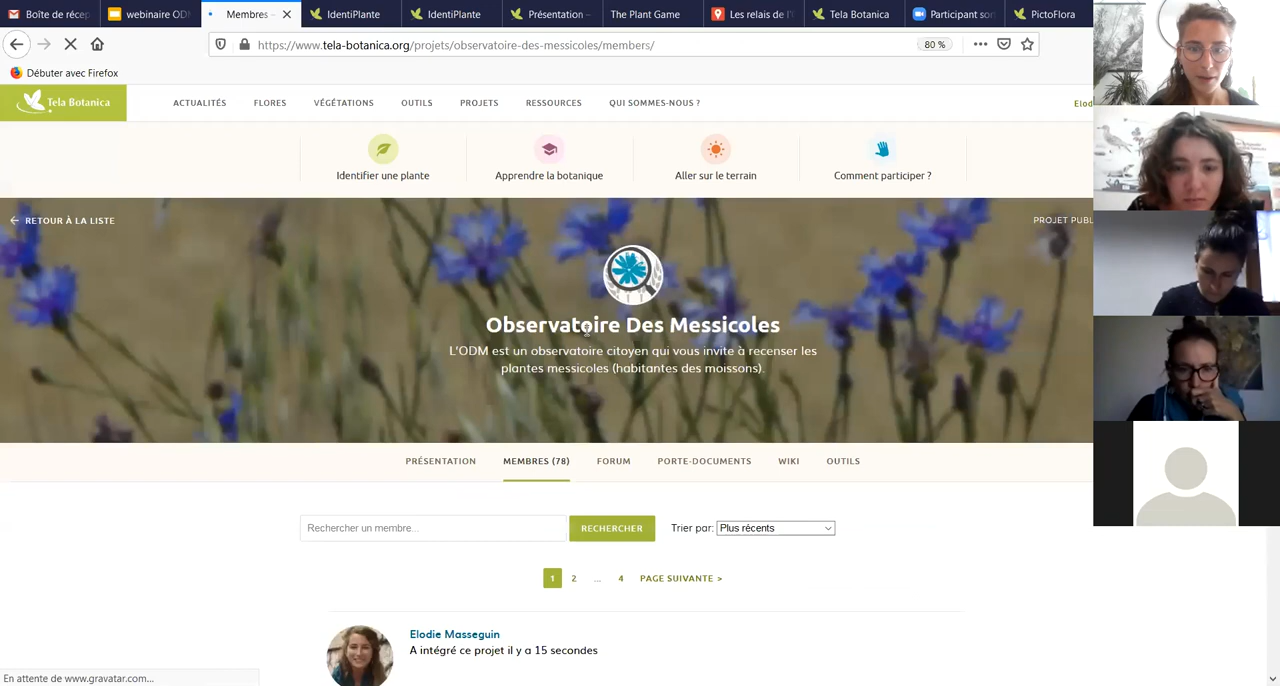 Boîte de récep
webinaire ODM
Membres –
IdentiPlante
IdentiPlante
Présentation –
The Plant Game
Les relais de l'O
Tela Botanica
Participant son
PictoFlora
https://www.tela-botanica.org/projets/observatoire-des-messicoles/members/
80 %
Débuter avec Firefox
Tela Botanica
ACTUALITÉS
FLORES
VÉGÉTATIONS
OUTILS
PROJETS
RESSOURCES
QUI SOMMES-NOUS ?
Elod
Identifier une plante
Apprendre la botanique
Aller sur le terrain
Comment participer ?
← RETOUR À LA LISTE
PROJET PUBL
Observatoire Des Messicoles
L'ODM est un observatoire citoyen qui vous invite à recenser les
plantes messicoles (habitantes des moissons).
PRÉSENTATION
MEMBRES (78)
FORUM
PORTE-DOCUMENTS
WIKI
OUTILS
Rechercher un membre...
RECHERCHER
Trier par:
Plus récents
1 2 ... 4 PAGE SUIVANTE >
Elodie Masseguin
A intégré ce projet il y a 15 secondes
En attente de www.gravatar.com...